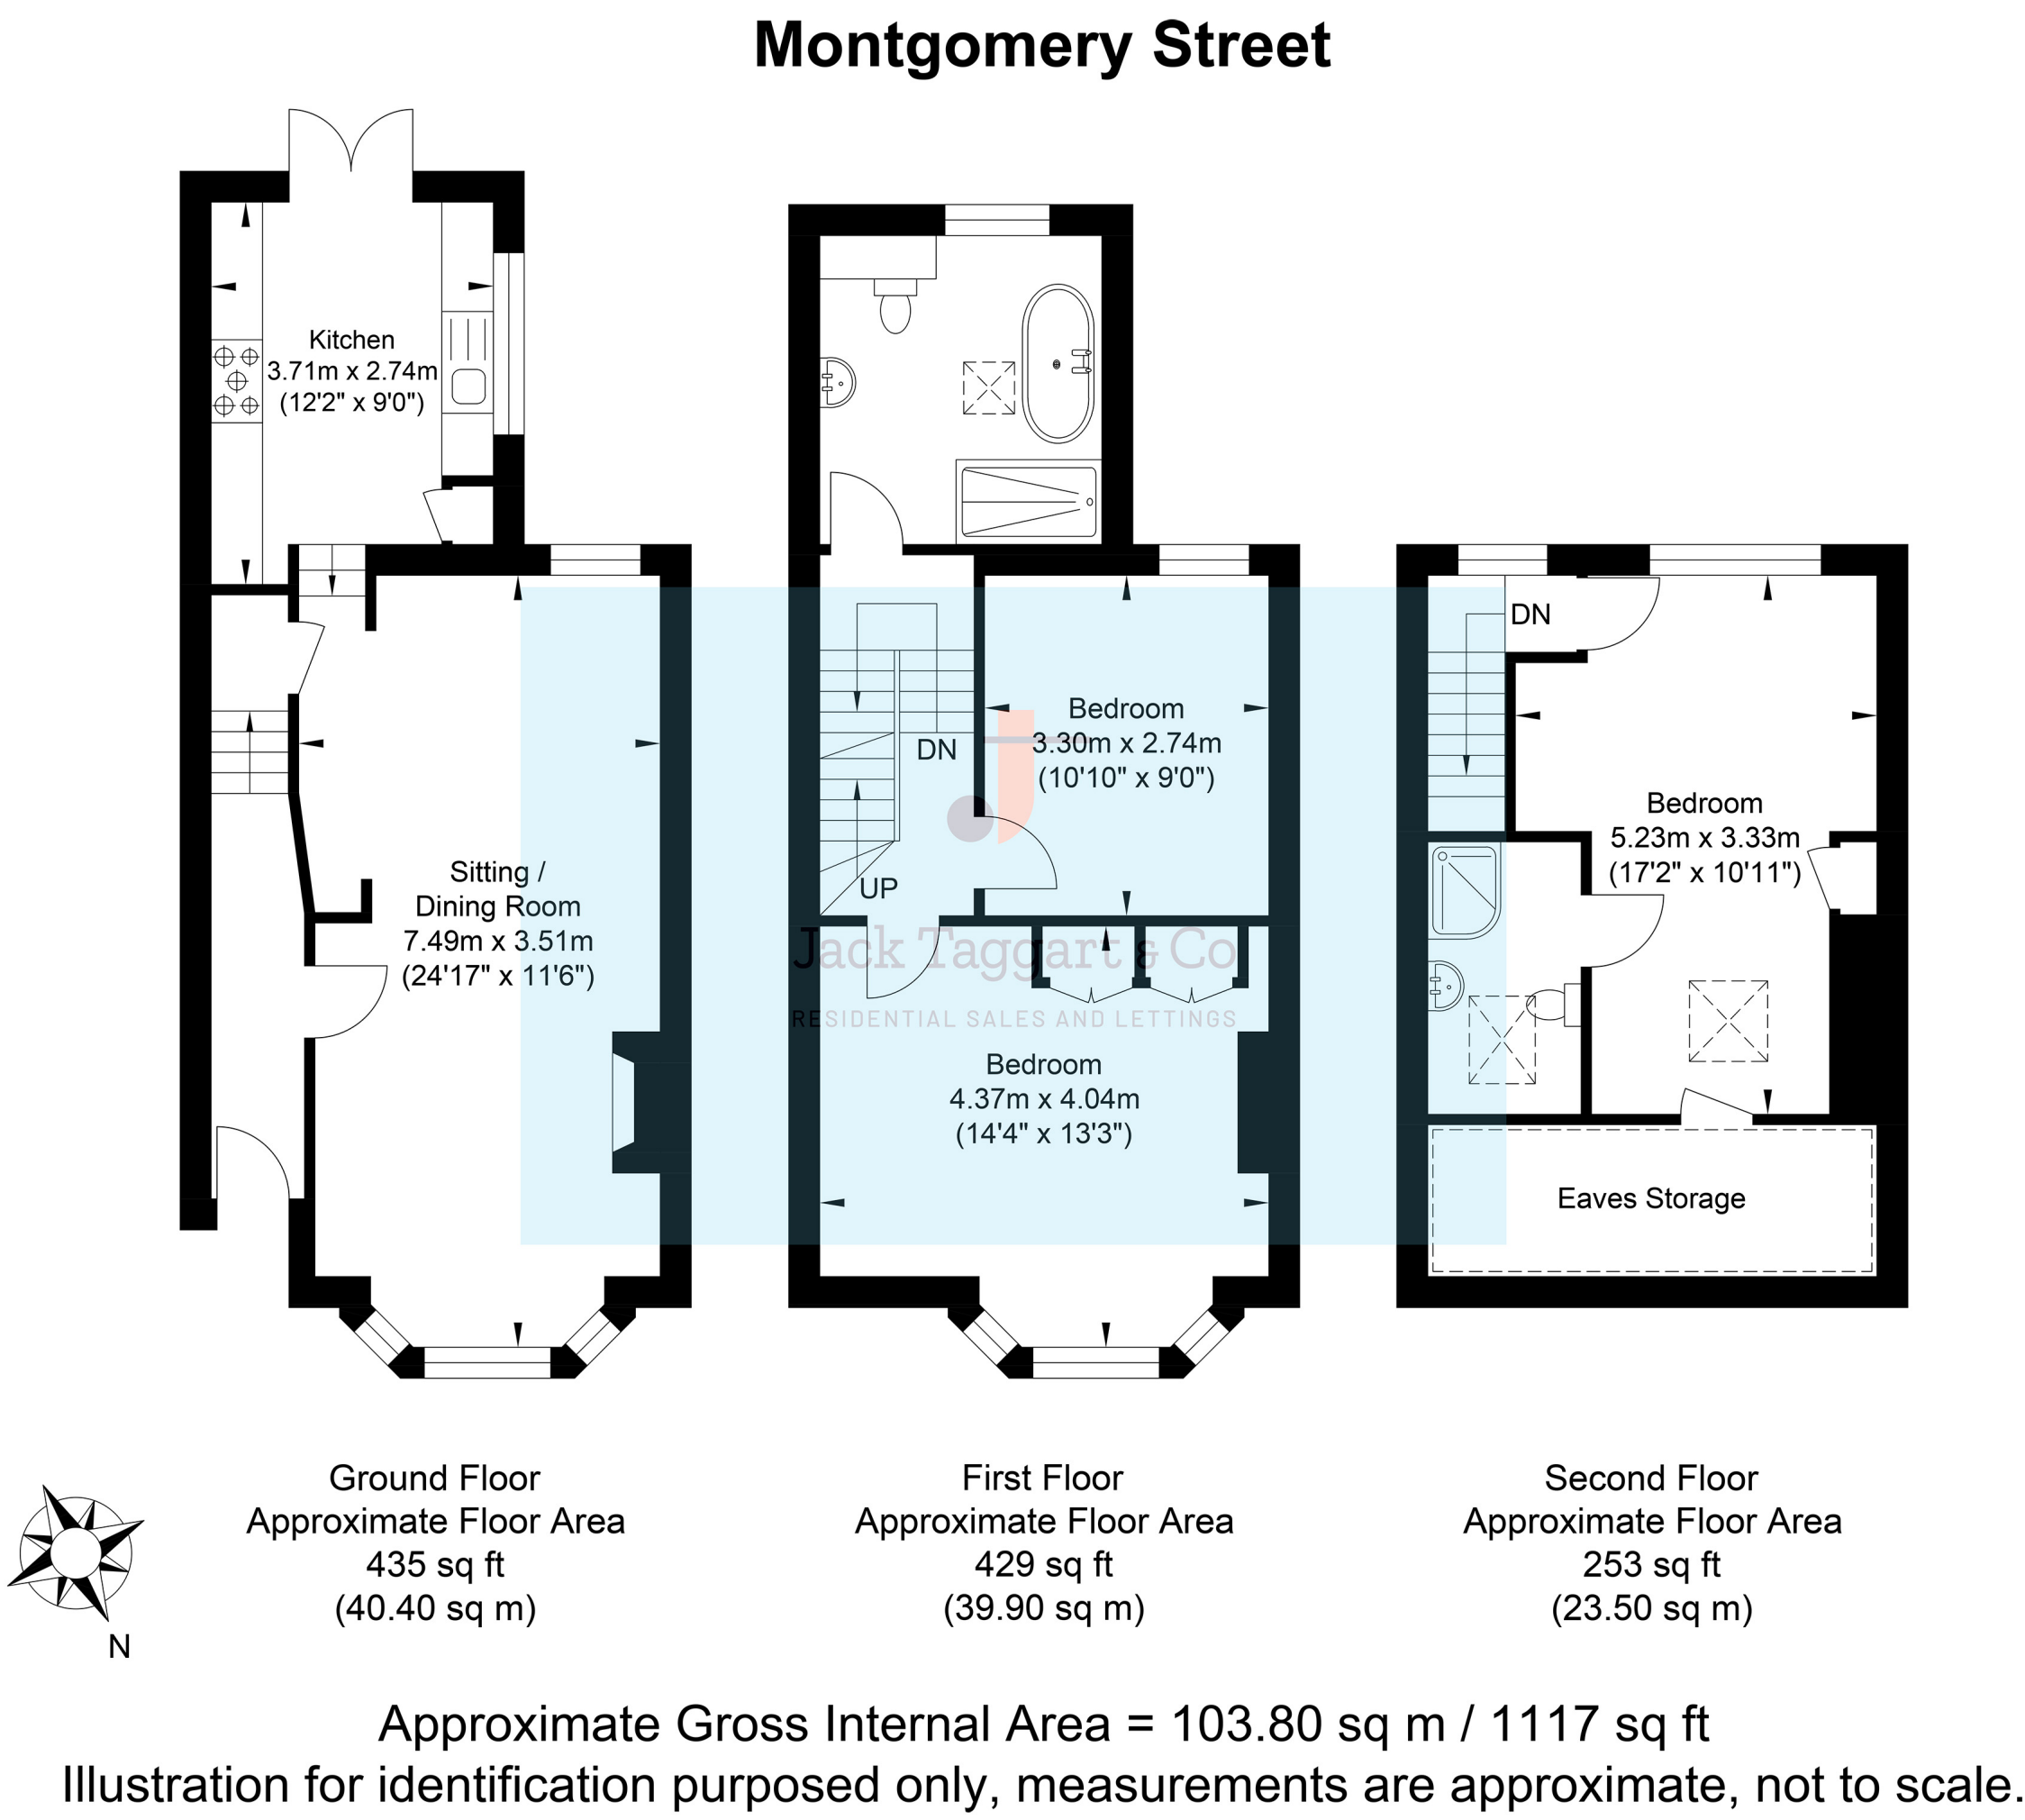 Montgomery Street
Kitchen
3.71m x 2.74m
(12'2" x 9'0")
Sitting /
Dining Room
7.49m x 3.51m
(24'17" x 11'6")
DN
UP
Bedroom
3.30m x 2.74m
(10'10" x 9'0")
Jack Taggart & Co
RESIDENTIAL SALES AND LETTINGS
Bedroom
4.37m x 4.04m
(14'4" x 13'3")
DN
Bedroom
5.23m x 3.33m
(17'2" x 10'11")
Eaves Storage
Ground Floor
Approximate Floor Area
435 sq ft
(40.40 sq m)
First Floor
Approximate Floor Area
429 sq ft
(39.90 sq m)
Second Floor
Approximate Floor Area
253 sq ft
(23.50 sq m)
N
Approximate Gross Internal Area = 103.80 sq m / 1117 sq ft
Illustration for identification purposed only, measurements are approximate, not to scale.